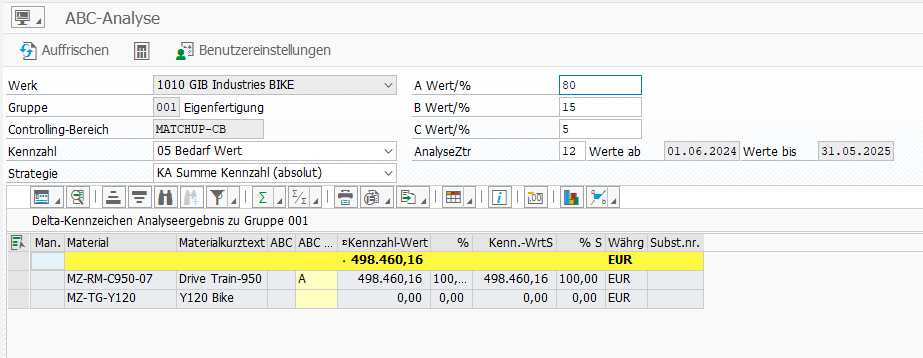 ABC-Analyse
Auffrischen Benutzereinstellungen
Werk 1010 GIB Industries BIKE A Wert/% 80
Gruppe 001 Eigenfertigung B Wert/% 15
Controlling-Bereich MATCHUP-CB C Wert/% 5
Kennzahl 05 Bedarf Wert AnalyseZtr 12 Werte ab 01.06.2024 Werte bis 31.05.2025
Strategie KA Summe Kennzahl (absolut)
Delta-Kennzeichen Analyseergebnis zu Gruppe 001
Man. Material Materialkurztext ABC ABC ... ΣKennzahl-Wert % Kenn.-WrtS % S Währg Subst.nr.
· 498.460,16 EUR
MZ-RM-C950-07 Drive Train-950 A 498.460,16 100,... 498.460,16 100,00 EUR
MZ-TG-Y120 Y120 Bike 0,00 0,00 0,00 0,00 EUR